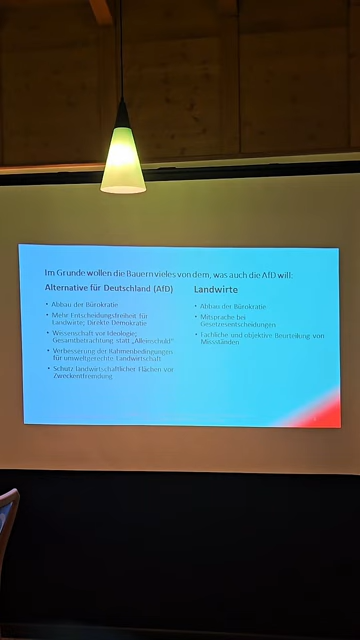 Im Grunde wollen die Bauern vieles von dem, was auch die AfD will:
Alternative für Deutschland (AfD)
• Abbau der Bürokratie
• Mehr Entscheidungsfreiheit für
Landwirte; Direkte Demokratie
• Wissenschaft vor Ideologie;
Gesamtbetrachtung statt „Alleinschuld"
• Verbesserung der Rahmenbedingungen
für umweltgerechte Landwirtschaft
• Schutz landwirtschaftlicher Flächen vor
Zweckentfremdung
Landwirte
• Abbau der Bürokratie
• Mitsprache bei
Gesetzesentscheidungen
• Fachliche und objektive Beurteilung von
Missständen